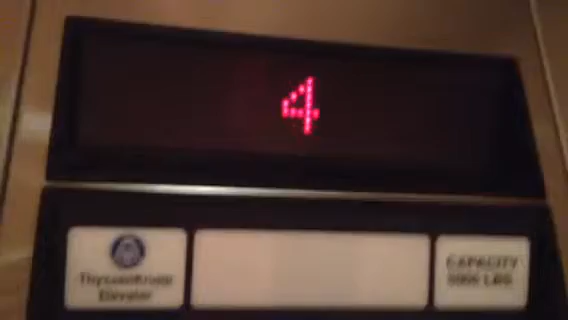 4
ThyssenKrupp
Elevator
CAPACITY
LBS